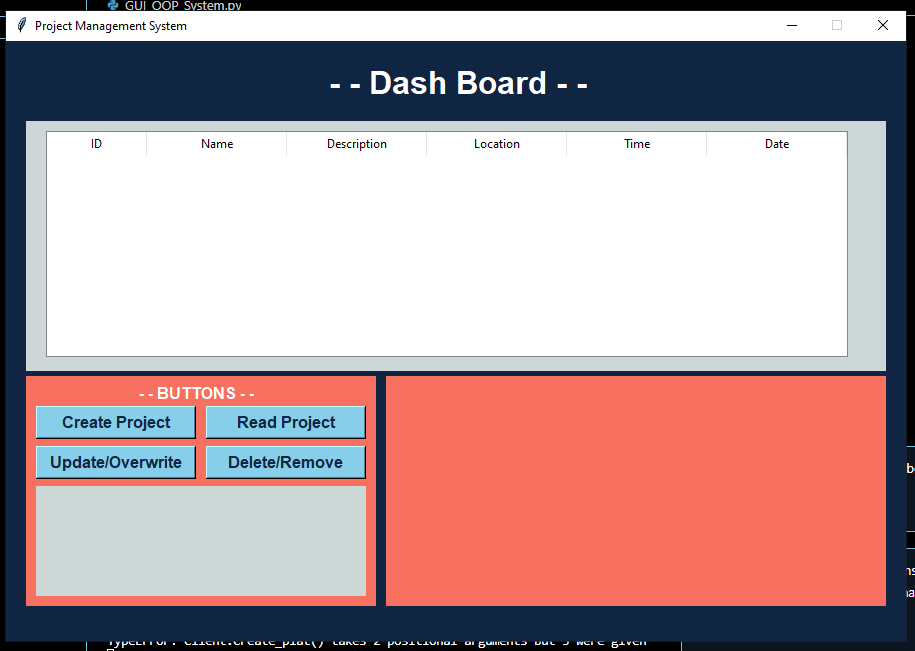 GUI_OOP_System.py
Project Management System
- - Dash Board - -
ID Name Description Location Time Date
- - BUTTONS - -
Create Project Read Project
Update/Overwrite Delete/Remove
TypeError: Client.Create_plat() takes 2 positional arguments but 5 were given